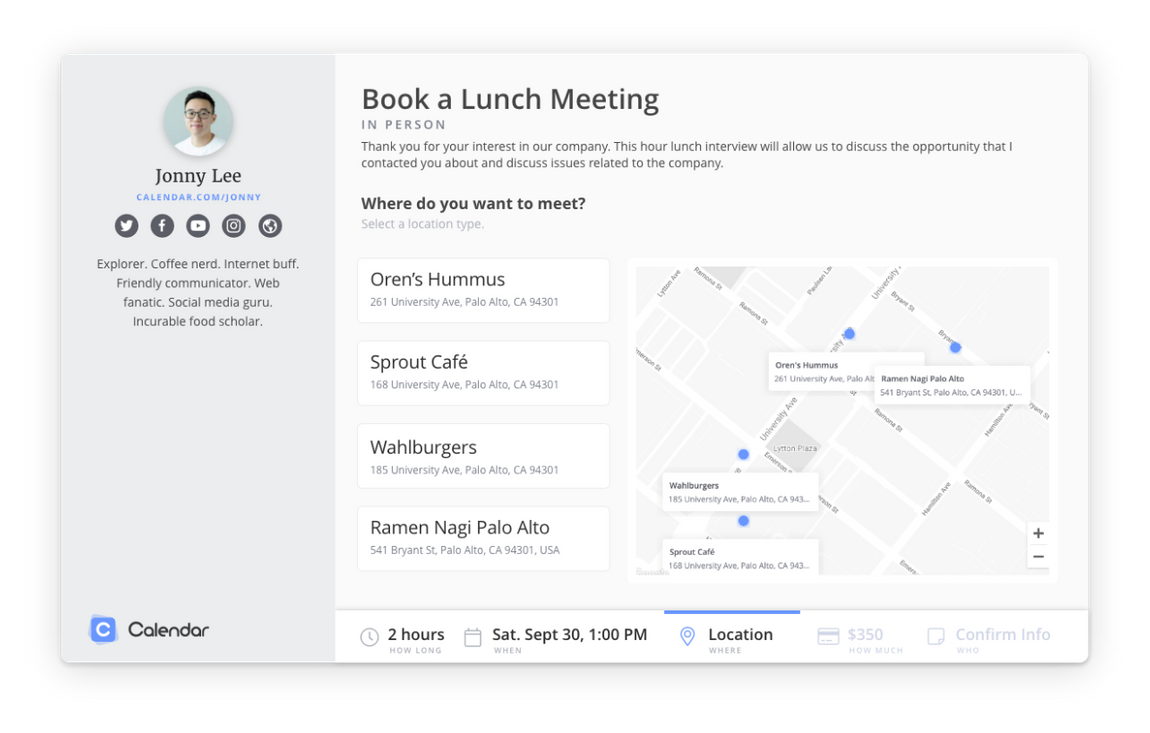 Jonny Lee
CALENDAR.COM/JONNY
Explorer. Coffee nerd. Internet buff.
Friendly communicator. Web
fanatic. Social media guru.
Incurable food scholar.
Calendar
Book a Lunch Meeting
IN PERSON
Thank you for your interest in our company. This hour lunch interview will allow us to discuss the opportunity that I
contacted you about and discuss issues related to the company.
Where do you want to meet?
Select a location type.
Oren’s Hummus
261 University Ave, Palo Alto, CA 94301
Sprout Café
168 University Ave, Palo Alto, CA 94301
Wahlburgers
185 University Ave, Palo Alto, CA 94301
Ramen Nagi Palo Alto
541 Bryant St, Palo Alto, CA 94301, USA
Lytton Ave
Ramona St
Ramona St
University
Bryant St
Bryant
Emerson St
Oren's Hummus
261 University Ave, Palo Alt
Ramen Nagi Palo Alto
541 Bryant St, Palo Alto, CA 94301, U...
University Ave
Ramona St
Hamilton Ave
Bryant St
Lytton Plaza
Wahlburgers
185 University Ave, Palo Alto, CA 943...
Hamilton Ave
Ramona St
Sprout Café
168 University Ave, Palo Alto, CA 943...
+
−
2 hours
HOW LONG
Sat. Sept 30, 1:00 PM
WHEN
Location
WHERE
$350
HOW MUCH
Confirm Info
WHO